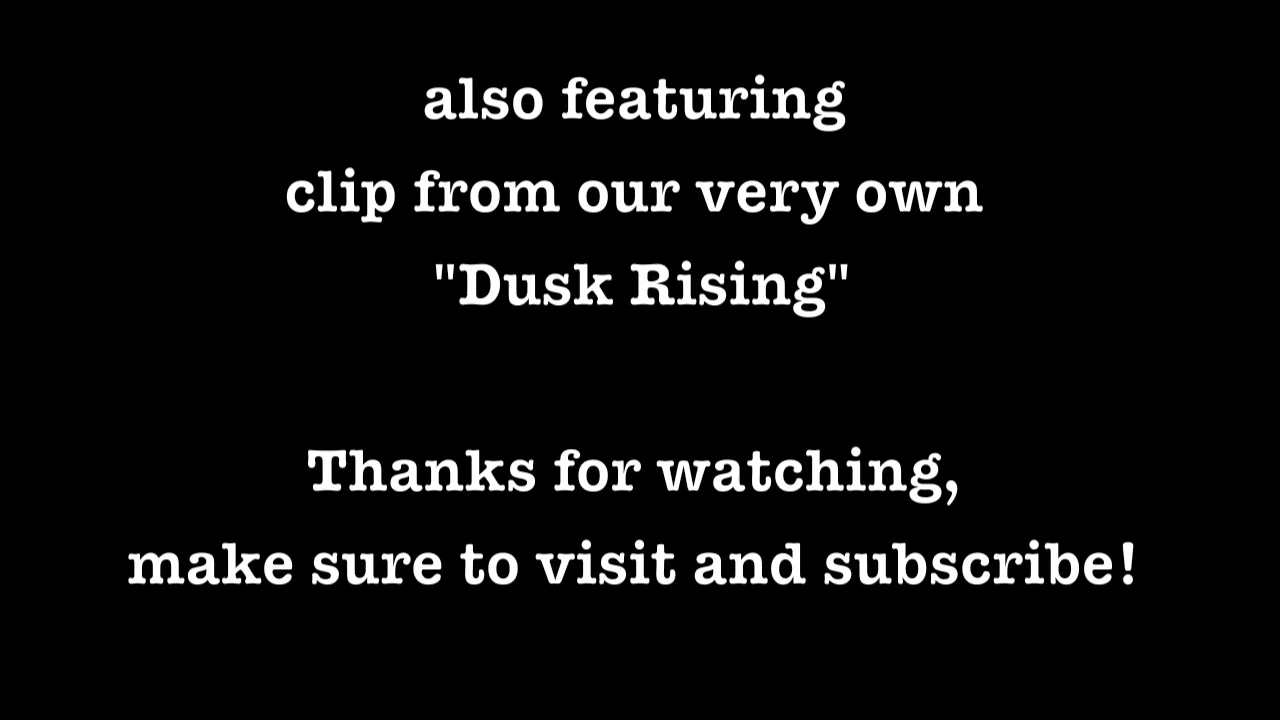 also featuring
clip from our very own
"Dusk Rising"
Thanks for watching,
make sure to visit and subscribe!